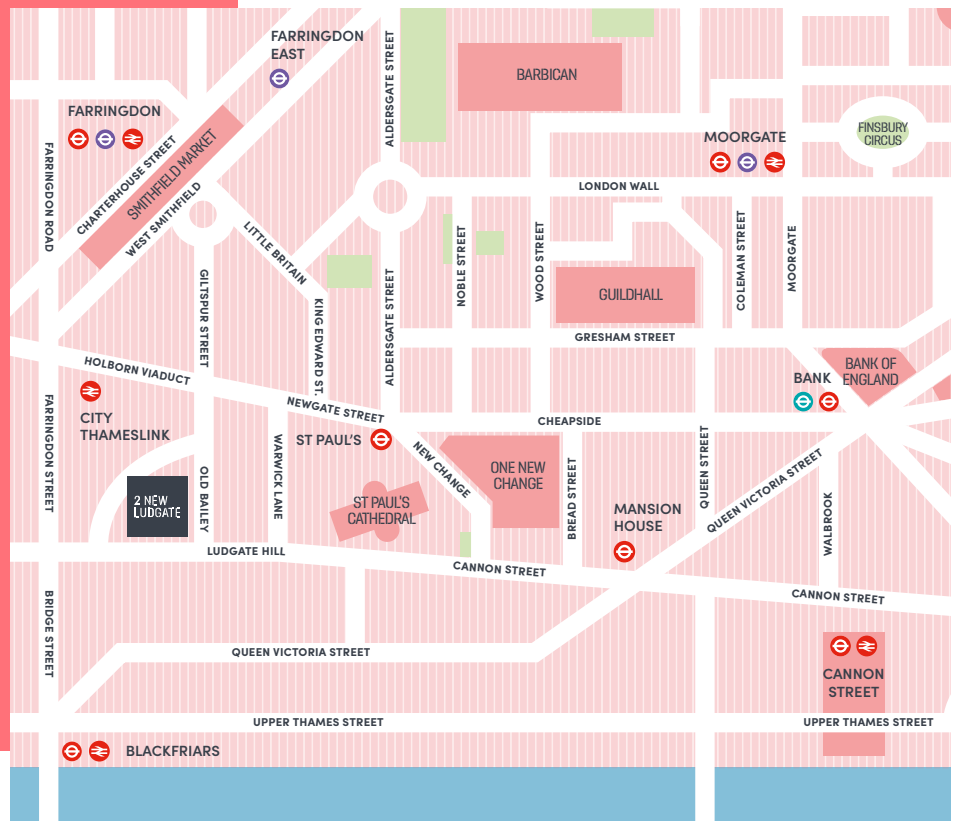 FARRINGDON
EAST
ALDERSGATE STREET
BARBICAN
FARRINGDON
MOORGATE
FINSBURY
CIRCUS
FARRINGDON ROAD
CHARTERHOUSE STREET
SMITHFIELD MARKET
WEST SMITHFIELD
LONDON WALL
LITTLE BRITAIN
NOBLE STREET
WOOD STREET
COLEMAN STREET
MOORGATE
GILTSPUR STREET
KING EDWARD ST.
ALDERSGATE STREET
GUILDHALL
GRESHAM STREET
HOLBORN VIADUCT
BANK OF
ENGLAND
BANK
CITY
THAMESLINK
NEWGATE STREET
CHEAPSIDE
FARRINGDON STREET
WARWICK LANE
ST PAUL'S
NEW CHANGE
ONE NEW
CHANGE
QUEEN STREET
QUEEN VICTORIA STREET
OLD BAILEY
2 NEW
LUDGATE
ST PAUL'S
CATHEDRAL
BREAD STREET
MANSION
HOUSE
WALBROOK
LUDGATE HILL
CANNON STREET
CANNON STREET
BRIDGE STREET
QUEEN VICTORIA STREET
CANNON
STREET
UPPER THAMES STREET
UPPER THAMES STREET
BLACKFRIARS